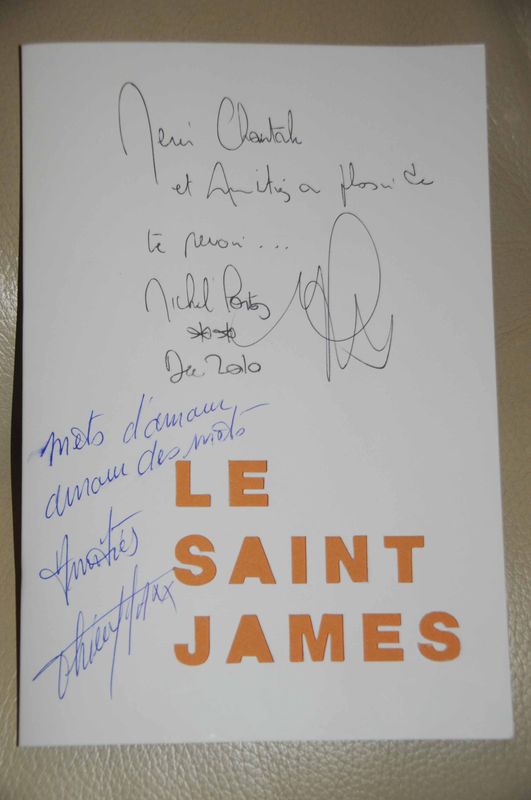 Merci Chantal
et Amitiés a plaisir de
te revoir...
Michel Portos
**
Dec 2010
mets d'amour
amour des mots
Amitiés
Thierry Marx
LE
SAINT
JAMES